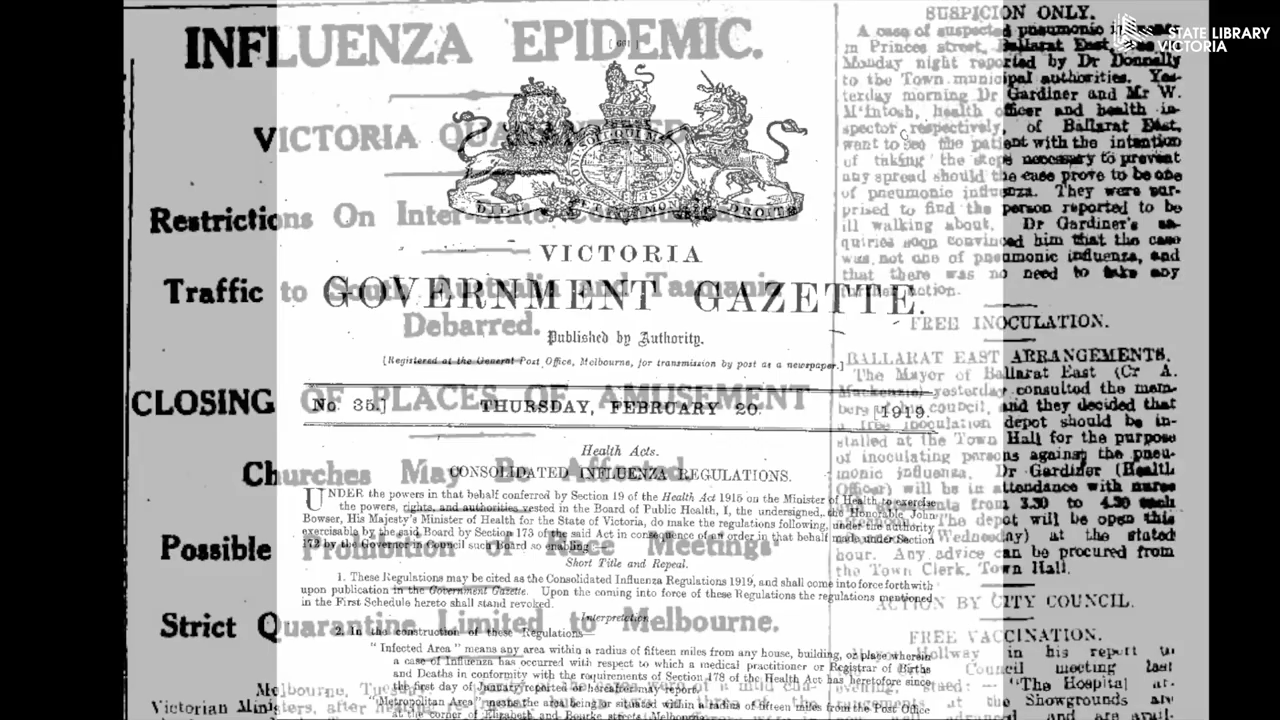 STATE LIBRARY
VICTORIA
INFLUENZA EPIDEMIC.
VICTORIA
Restrictions On
Traffic to and Tasmania
Debarred.
CLOSING OF PLACES OF AMUSEMENT
Churches May Be Affected.
Possible of Race Meetings
Strict Quarantine Limited to Melbourne.
Melbourne,
Victorian
DIEU ET MON DROIT
VICTORIA
GOVERNMENT GAZETTE.
Published by Authority.
[Registered at the General Post Office, Melbourne, for transmission by post as a newspaper.]
No. 35.] THURSDAY, FEBRUARY 20. [1919.
Health Acts.
CONSOLIDATED INFLUENZA REGULATIONS.
UNDER the powers in that behalf conferred by Section 19 of the Health Act 1915 on the Minister of Health to exercise
the powers, rights, and authorities vested in the Board of Public Health, I, the undersigned, the Honorable John
Bowser, His Majesty's Minister of Health for the State of Victoria, do make the regulations following, under the authority
exercisable by the said Board by Section 173 of the said Act in consequence of an order in that behalf made under Section
172 by the Governor in Council such Board so enabling
Short Title and Repeal.
1. These Regulations may be cited as the Consolidated Influenza Regulations 1919, and shall come into force forthwith
upon publication in the Government Gazette. Upon the coming into force of these Regulations the regulations mentioned
in the First Schedule hereto shall stand revoked.
Interpretation.
2. In the construction of these Regulations—
"Infected Area" means any area within a radius of fifteen miles from any house, building, or place wherein
a case of Influenza has occurred with respect to which a medical practitioner or Registrar of Births
and Deaths in conformity with the requirements of Section 178 of the Health Act has heretofore since
the first day of January reported or hereafter may report.
"Metropolitan Area" means the area being or situated within a radius of fifteen miles from the Post Office
at the corner of Elizabeth and Bourke streets, Melbourne
SUSPICION ONLY.
A case of suspected pneumonic
in Princes street, Ballarat East, was
Monday night reported by Dr Donnelly
to the Town municipal authorities. Yes-
terday morning Dr Gardiner and Mr W.
M'Intosh, health officer and health in-
spector respectively, of Ballarat East,
went to see the patient with the intention
of taking the steps necessary to prevent
any spread should the case prove to be one
of pneumonic influenza. They were sur-
prised to find the person reported to be
ill walking about. Dr Gardiner's en-
quiries soon convinced him that the case
was not one of pneumonic influenza, and
that there was no need to take any
further action.
FREE INOCULATION.
BALLARAT EAST ARRANGEMENTS.
The Mayor of Ballarat East (Cr A.
Mackenzie) yesterday consulted the mem-
bers of his council, and they decided that
a free inoculation depot should be in-
stalled at the Town Hall for the purpose
of inoculating persons against the pneu-
monic influenza. Dr Gardiner (Health
Officer) will be in attendance with nurse
from 3.30 to 4.30 each
The depot will be open this
(Wednesday) at the stated
hour. Any advice can be procured from
the Town Clerk, Town Hall.
ACTION BY CITY COUNCIL.
FREE VACCINATION.
Hollway in his report to
Council meeting last
evening, stated: — "The Hospital at
the Showgrounds are